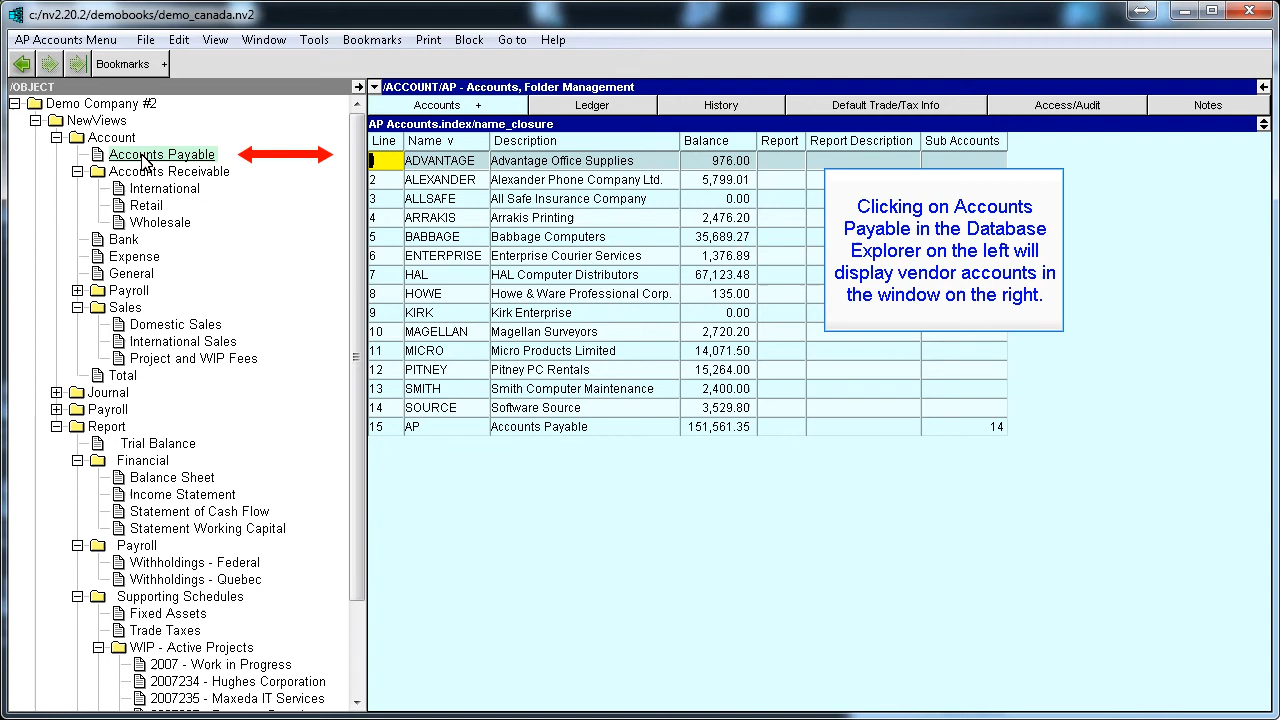 c:/nv2.20.2/demobooks/demo_canada.nv2
AP Accounts Menu File Edit View Window Tools Bookmarks Print Block Go to Help
Bookmarks +
/OBJECT
Demo Company #2
NewViews
Account
Accounts Payable
Accounts Receivable
International
Retail
Wholesale
Bank
Expense
General
Payroll
Sales
Domestic Sales
International Sales
Project and WIP Fees
Total
Journal
Payroll
Report
Trial Balance
Financial
Balance Sheet
Income Statement
Statement of Cash Flow
Statement Working Capital
Payroll
Withholdings - Federal
Withholdings - Quebec
Supporting Schedules
Fixed Assets
Trade Taxes
WIP - Active Projects
2007 - Work in Progress
2007234 - Hughes Corporation
2007235 - Maxeda IT Services
/ACCOUNT/AP - Accounts, Folder Management
Accounts + Ledger History Default Trade/Tax Info Access/Audit Notes
AP Accounts.index/name_closure
Line Name v Description Balance Report Report Description Sub Accounts
ADVANTAGE Advantage Office Supplies 976.00
2 ALEXANDER Alexander Phone Company Ltd. 5,799.01
3 ALLSAFE All Safe Insurance Company 0.00
4 ARRAKIS Arrakis Printing 2,476.20
5 BABBAGE Babbage Computers 35,689.27
6 ENTERPRISE Enterprise Courier Services 1,376.89
7 HAL HAL Computer Distributors 67,123.48
8 HOWE Howe & Ware Professional Corp. 135.00
9 KIRK Kirk Enterprise 0.00
10 MAGELLAN Magellan Surveyors 2,720.20
11 MICRO Micro Products Limited 14,071.50
12 PITNEY Pitney PC Rentals 15,264.00
13 SMITH Smith Computer Maintenance 2,400.00
14 SOURCE Software Source 3,529.80
15 AP Accounts Payable 151,561.35 14
Clicking on Accounts
Payable in the Database
Explorer on the left will
display vendor accounts in
the window on the right.